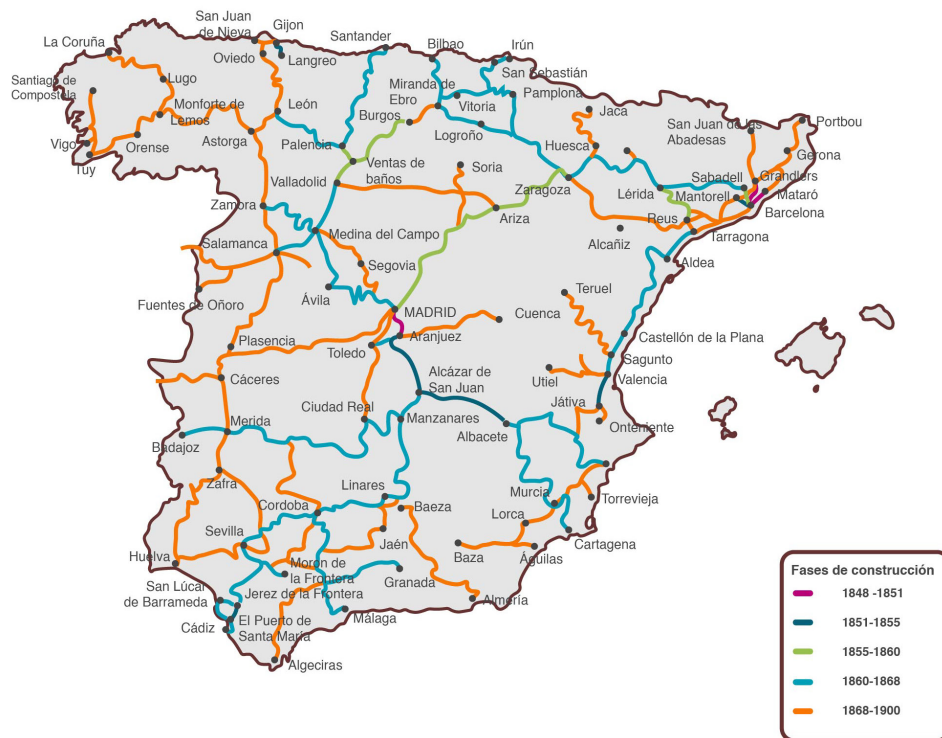 San Juan
de Nieva
Gijon
La Coruña
Santander
Bilbao
Irún
Oviedo
Langreo
San Sebastián
Santiago de
Compostela
Lugo
Miranda de
Ebro
Vitoria
Pamplona
Monforte de
Lemos
León
Burgos
Jaca
San Juan de las
Abadesas
Portbou
Vigo
Tuy
Orense
Astorga
Palencia
Logroño
Huesca
Gerona
Ventas de
baños
Soria
Zaragoza
Sabadell
Grandlers
Valladolid
Lérida
Mantorell
Mataró
Barcelona
Zamora
Ariza
Reus
Tarragona
Medina del Campo
Alcañiz
Salamanca
Segovia
Aldea
Fuentes de Oñoro
Ávila
Teruel
MADRID
Cuenca
Plasencia
Toledo
Aranjuez
Castellón de la Plana
Sagunto
Cáceres
Alcázar de
San Juan
Utiel
Valencia
Játiva
Merida
Ciudad Real
Manzanares
Albacete
Onteniente
Badajoz
Zafra
Linares
Murcia
Torrevieja
Cordoba
Baeza
Lorca
Sevilla
Cartagena
Huelva
Jaén
Baza
Águilas
Morón de
la Frontera
Granada
San Lúcar
de Barrameda
Jerez de la Frontera
Almería
Cádiz
El Puerto de
Santa María
Málaga
Algeciras
Fases de construcción
1848 -1851
1851-1855
1855-1860
1860-1868
1868-1900